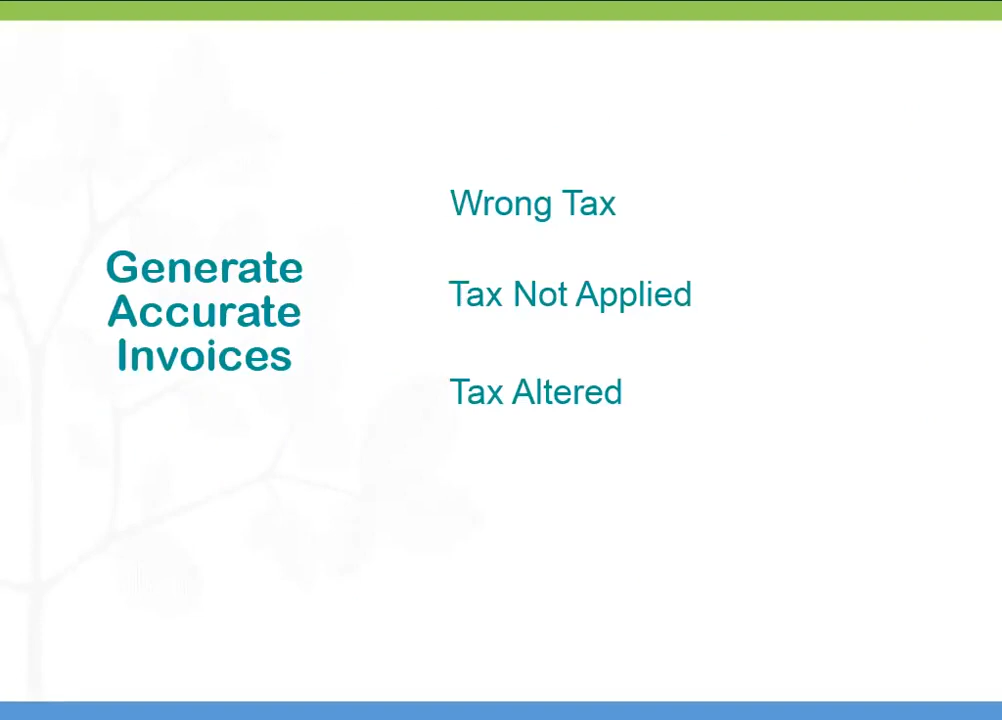 Generate
Accurate
Invoices
Wrong Tax
Tax Not Applied
Tax Altered